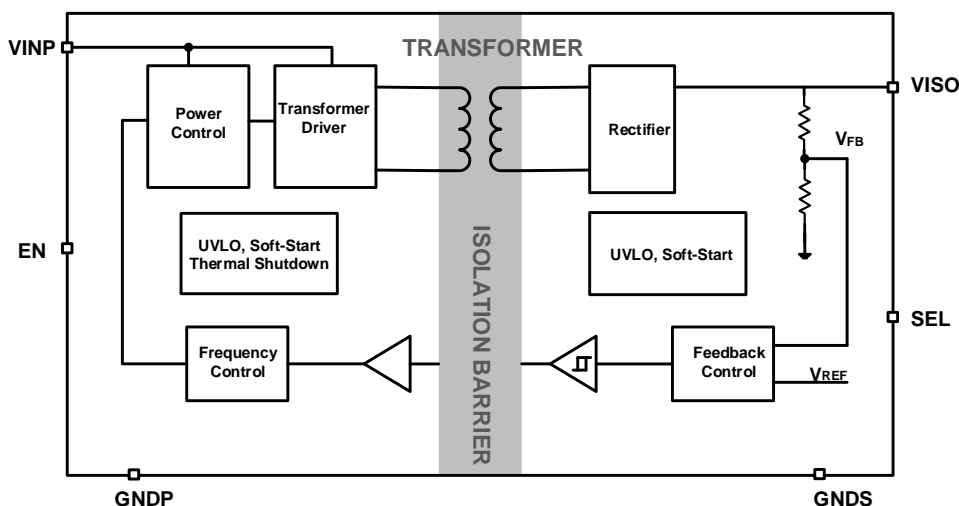 VINP
TRANSFORMER
VISO
Power
Control
Transformer
Driver
Rectifier
VFB
EN
UVLO, Soft-Start
Thermal Shutdown
ISOLATION BARRIER
UVLO, Soft-Start
SEL
Frequency
Control
Feedback
Control
VREF
GNDP
GNDS